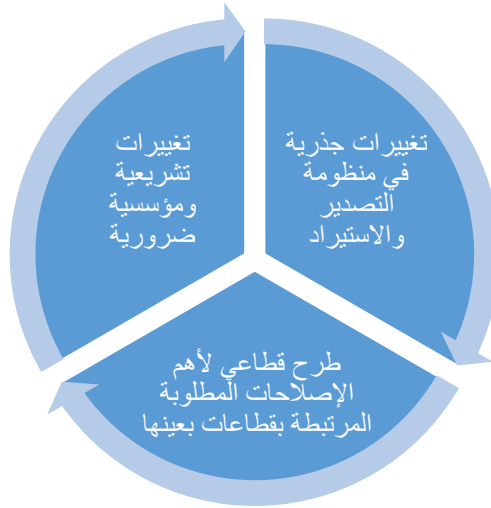 تغييرات جذرية
في منظومة
التصدير
والاستيراد
طرح قطاعي لأهم
الإصلاحات المطلوبة
المرتبطة بقطاعات بعينها
تغييرات
تشريعية
ومؤسسية
ضرورية